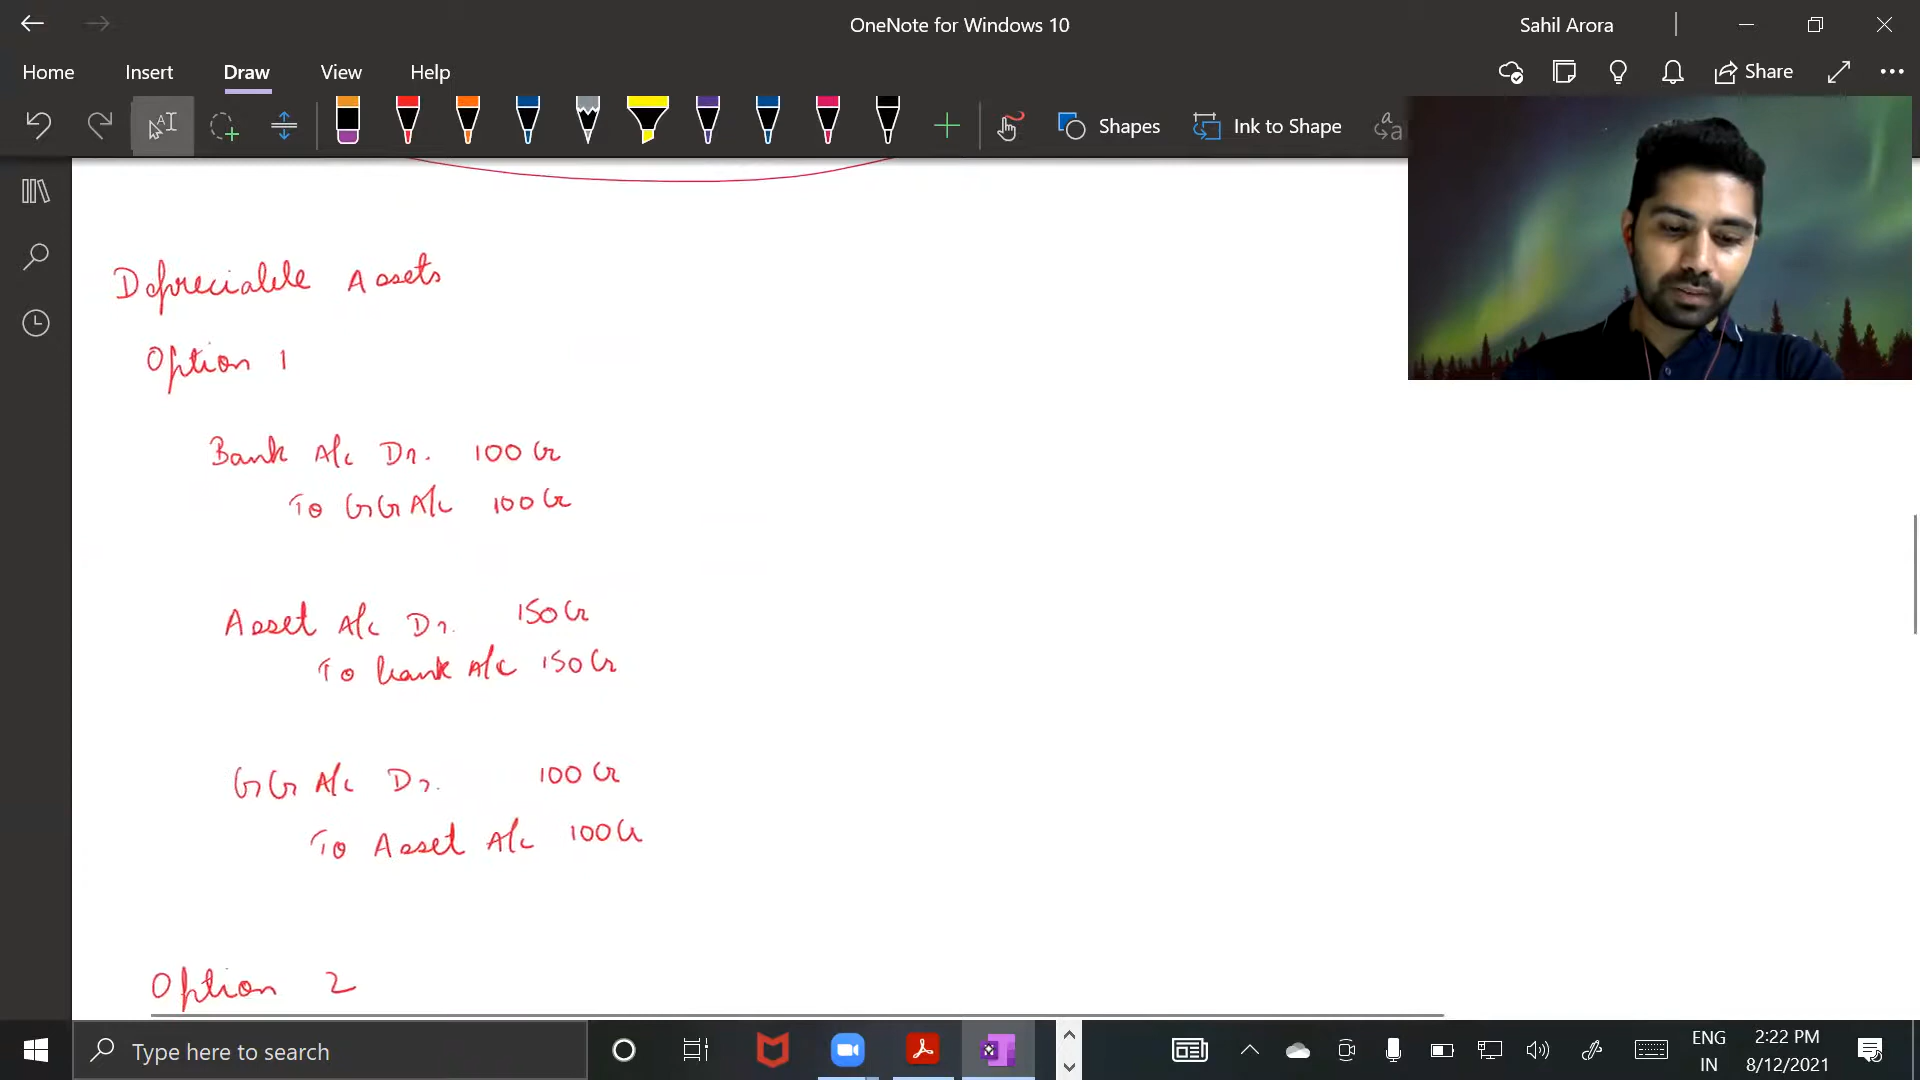 OneNote for Windows 10
Sahil Arora
Home Insert Draw View Help
Share
Shapes
Ink to Shape
Depreciable Assets
Option 1
Bank A/c Dr. 100 Cr
To GG A/c 100 Cr
Asset A/c Dr. 150 Cr
To bank A/c 150 Cr
GG A/c Dr. 100 Cr
To Asset A/c 100 Cr
Option 2
Type here to search
ENG
IN
2:22 PM
8/12/2021